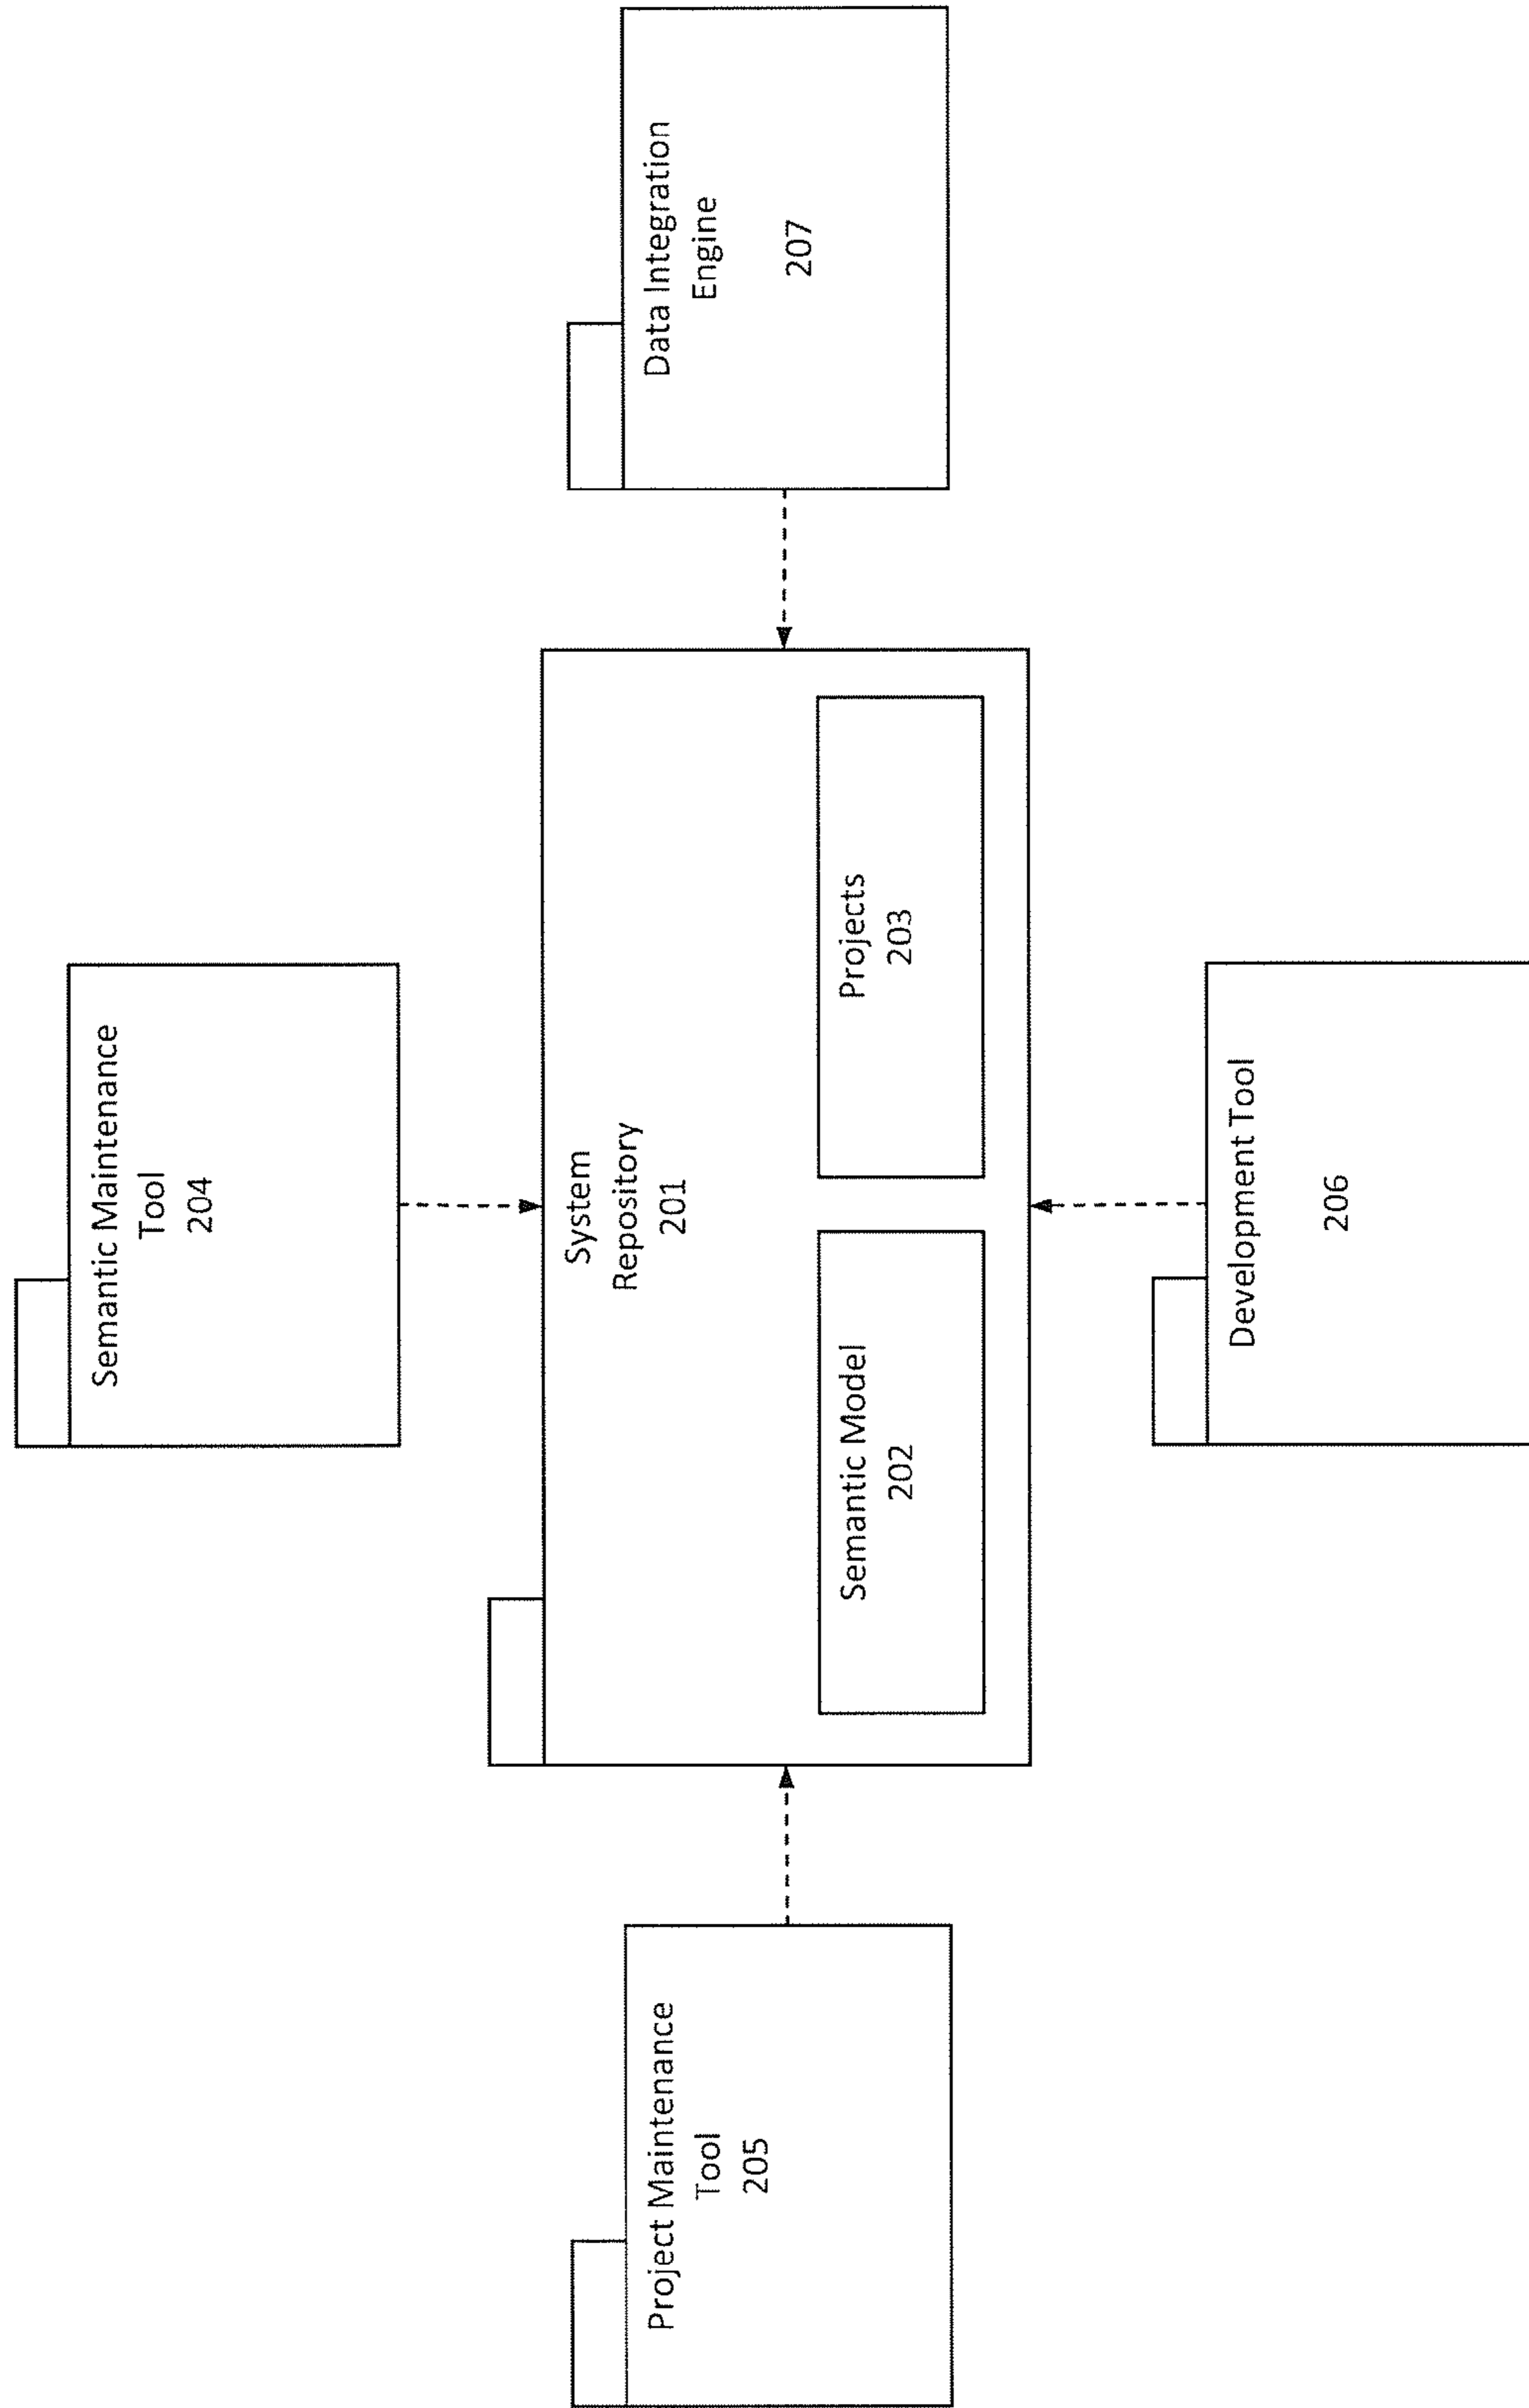 Semantic Maintenance
Tool
204
System
Repository
201
Project Maintenance
Tool
205
Data Integration
Engine
207
Semantic Model
202
Projects
203
Development Tool
206